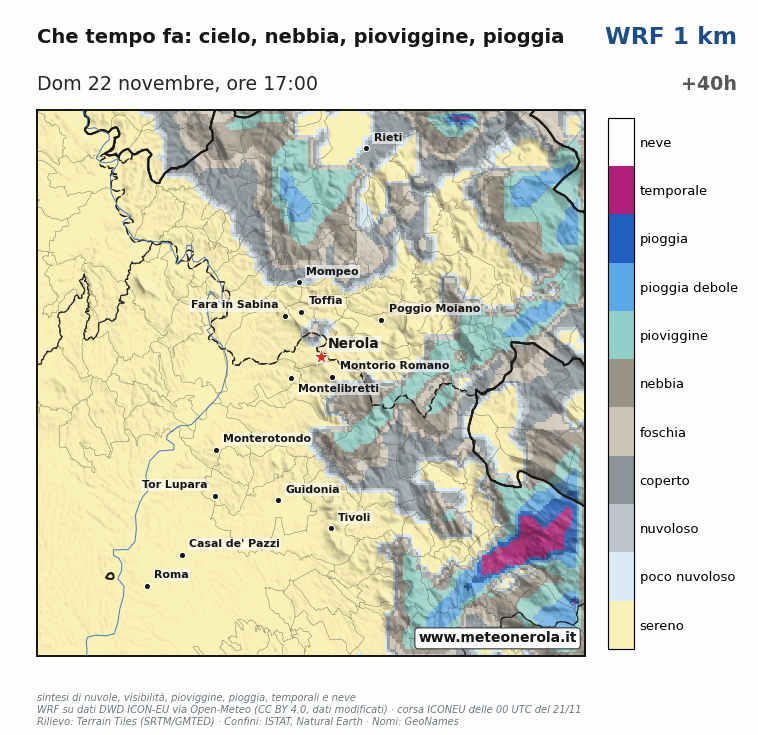 Che tempo fa: cielo, nebbia, pioviggine, pioggia
WRF 1 km
Dom 22 novembre, ore 17:00
+40h
Rieti
Mompeo
Toffia
Fara in Sabina
Poggio Moiano
Nerola
Montorio Romano
Montelibretti
Monterotondo
Tor Lupara
Guidonia
Tivoli
Casal de' Pazzi
Roma
www.meteonerola.it
neve
temporale
pioggia
pioggia debole
pioviggine
nebbia
foschia
coperto
nuvoloso
poco nuvoloso
sereno
sintesi di nuvole, visibilità, pioviggine, pioggia, temporali e neve
WRF su dati DWD ICON-EU via Open-Meteo (CC BY 4.0, dati modificati) · corsa ICONEU delle 00 UTC del 21/11
Rilievo: Terrain Tiles (SRTM/GMTED) · Confini: ISTAT, Natural Earth · Nomi: GeoNames